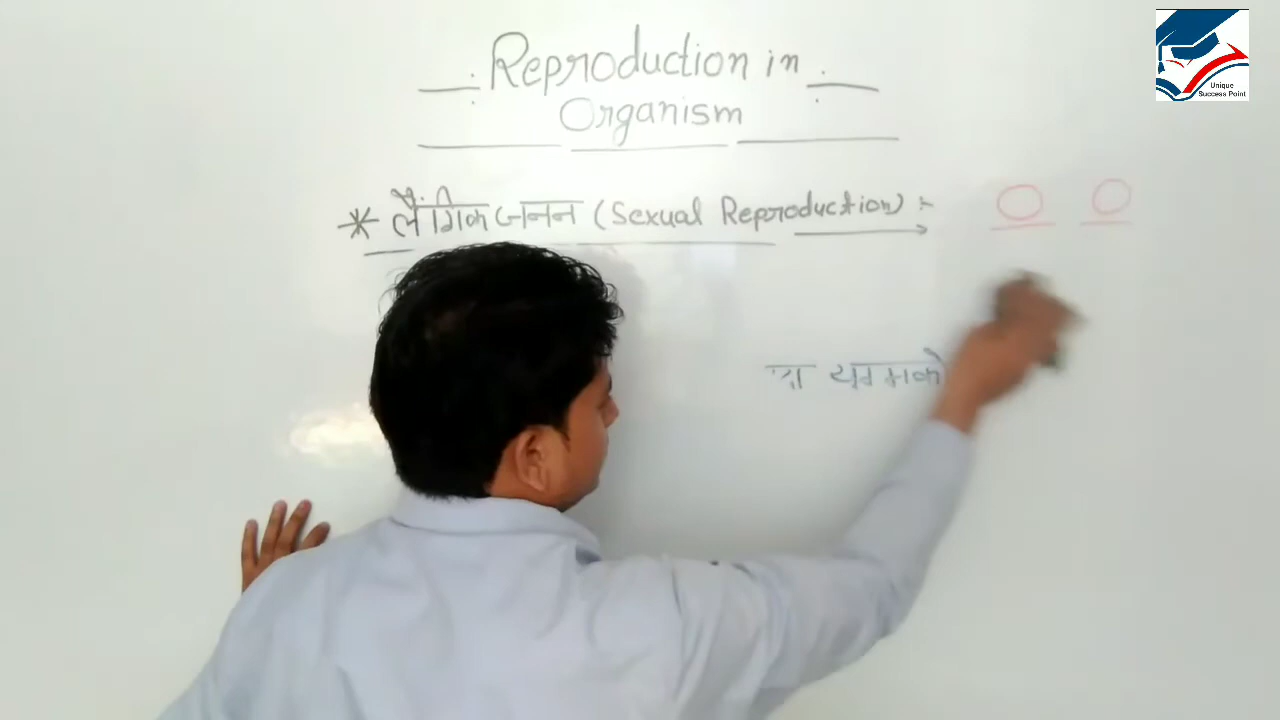 Reproduction in
Organism
* लैंगिक जनन (Sexual Reproduction) :-
Unique
Success Point